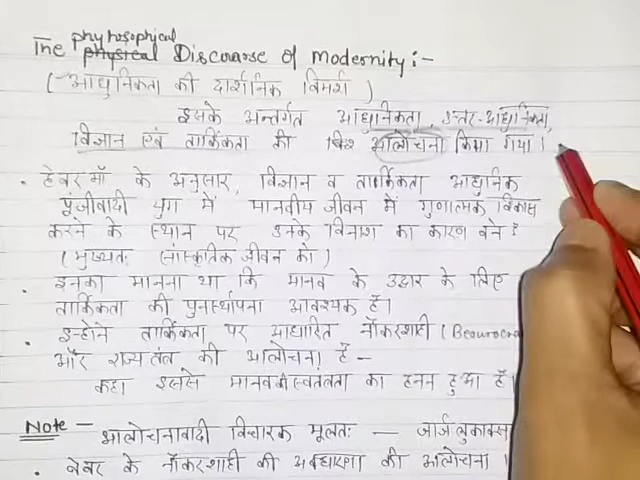 The phylosophical physical Discourse of modernity:-
(-आधुनिकता की दार्शनिक विमर्श )
इसके अन्तर्गत आधुनिकता, उत्तर-आधुनिकता,
विज्ञान एवं तार्किकता की आलोचना किया गया।
• हेबरमॉ के अनुसार, विज्ञान व तार्किकता आधुनिक
पूजीवादी युग में मानवीय जीवन में गुणात्मक विकास
करने के स्थान पर उनके विनाश का कारण बने?
(मुख्यतः सांस्कृतिक जीवन को)
• इनका मानना था कि मानव के उद्धार के लिए
तार्किकता की पुनर्स्थापना आवश्यक है।
• इन्होने तार्किकता पर आधारित नौकरशाही (Beaurocra
और राज्य तंत्र की आलोचना है -
कहा इससे मानव की स्वतंत्रता का हनन हुआ है।
Note - आलोचनावादी विचारक मूलतः - जॉर्ज लुकाक्स
• वेबर के नौकरशाही की अवधारणा की आलोचना।